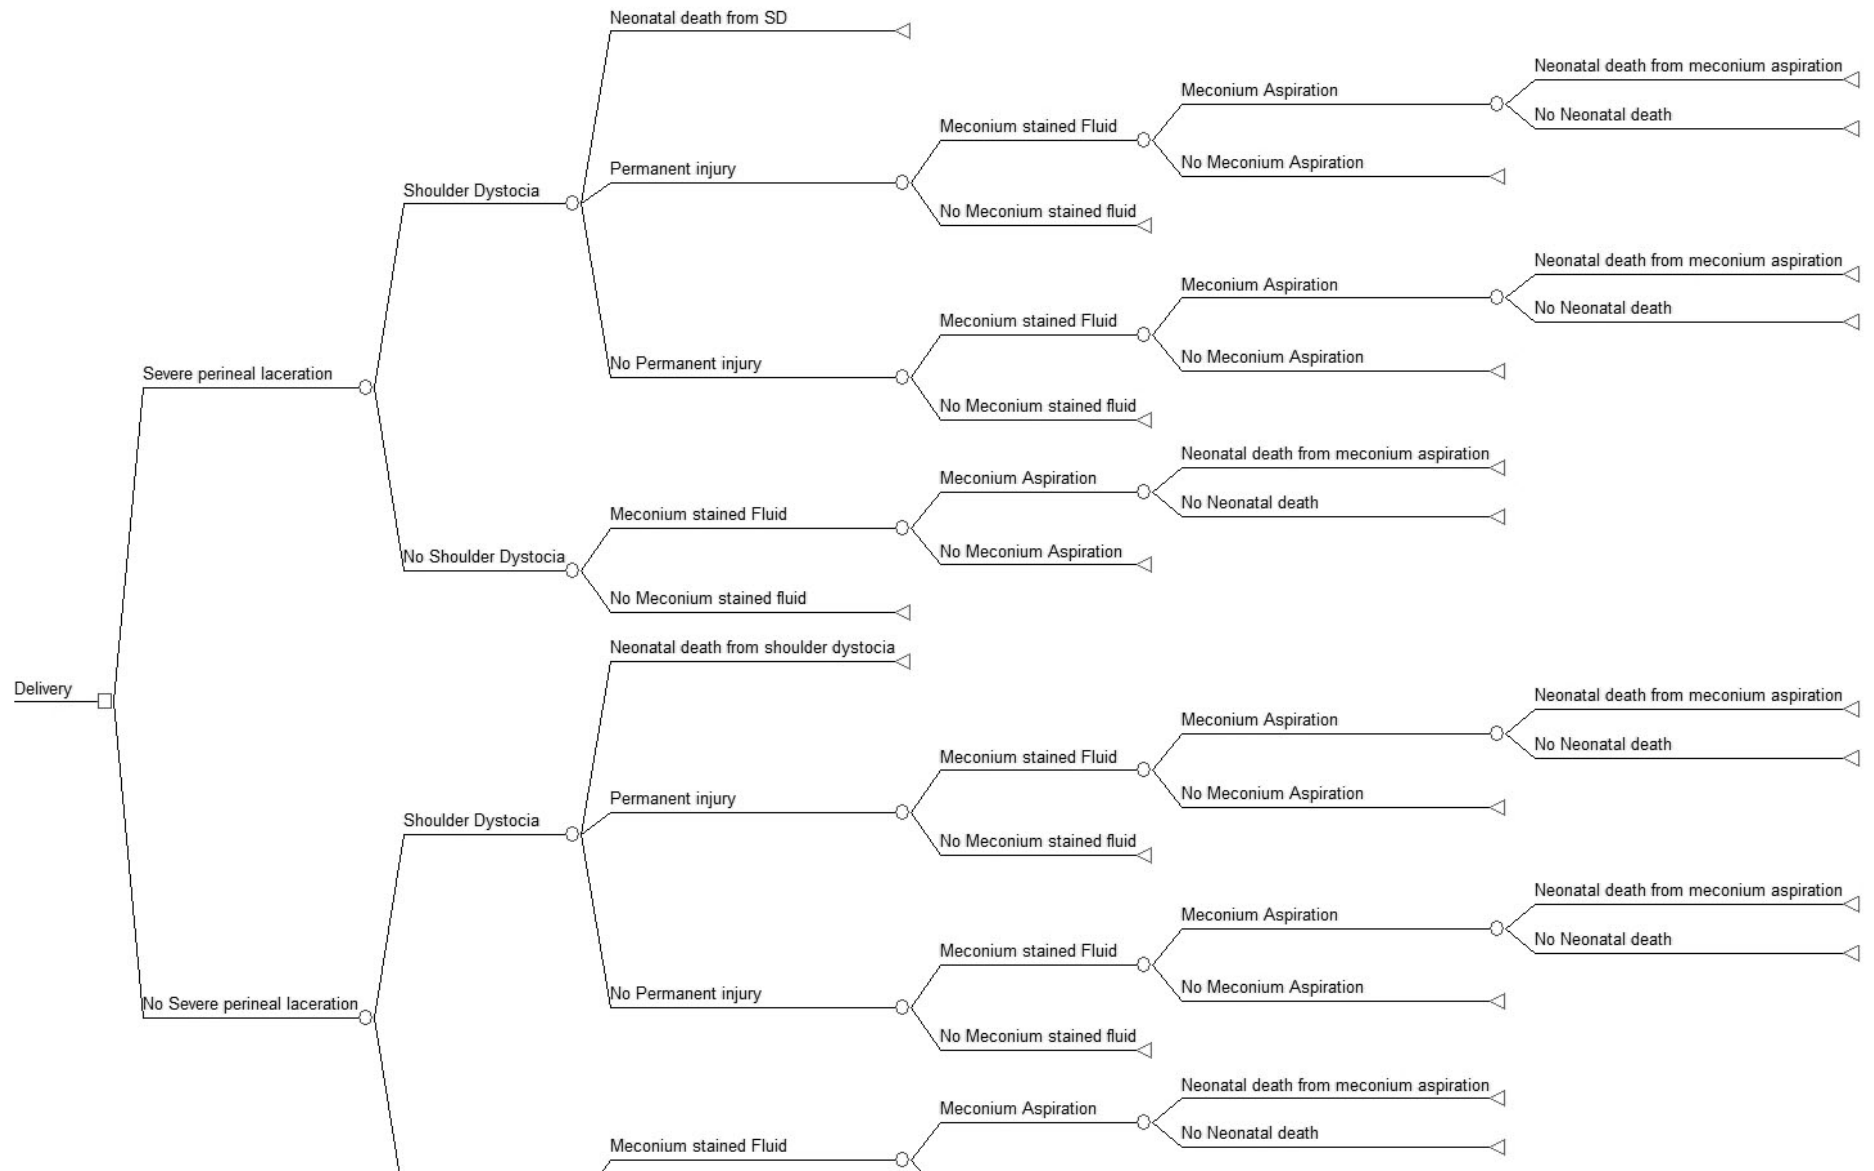 Neonatal death from SD
Neonatal death from meconium aspiration
Meconium Aspiration
No Neonatal death
Meconium stained Fluid
No Meconium Aspiration
Permanent injury
Shoulder Dystocia
No Meconium stained fluid
Neonatal death from meconium aspiration
Meconium Aspiration
No Neonatal death
Meconium stained Fluid
No Meconium Aspiration
No Permanent injury
Severe perineal laceration
No Meconium stained fluid
Neonatal death from meconium aspiration
Meconium Aspiration
No Neonatal death
Meconium stained Fluid
No Meconium Aspiration
No Shoulder Dystocia
No Meconium stained fluid
Neonatal death from shoulder dystocia
Delivery
Neonatal death from meconium aspiration
Meconium Aspiration
No Neonatal death
Meconium stained Fluid
No Meconium Aspiration
Permanent injury
Shoulder Dystocia
No Meconium stained fluid
Neonatal death from meconium aspiration
Meconium Aspiration
No Neonatal death
Meconium stained Fluid
No Meconium Aspiration
No Permanent injury
No Severe perineal laceration
No Meconium stained fluid
Neonatal death from meconium aspiration
Meconium Aspiration
No Neonatal death
Meconium stained Fluid